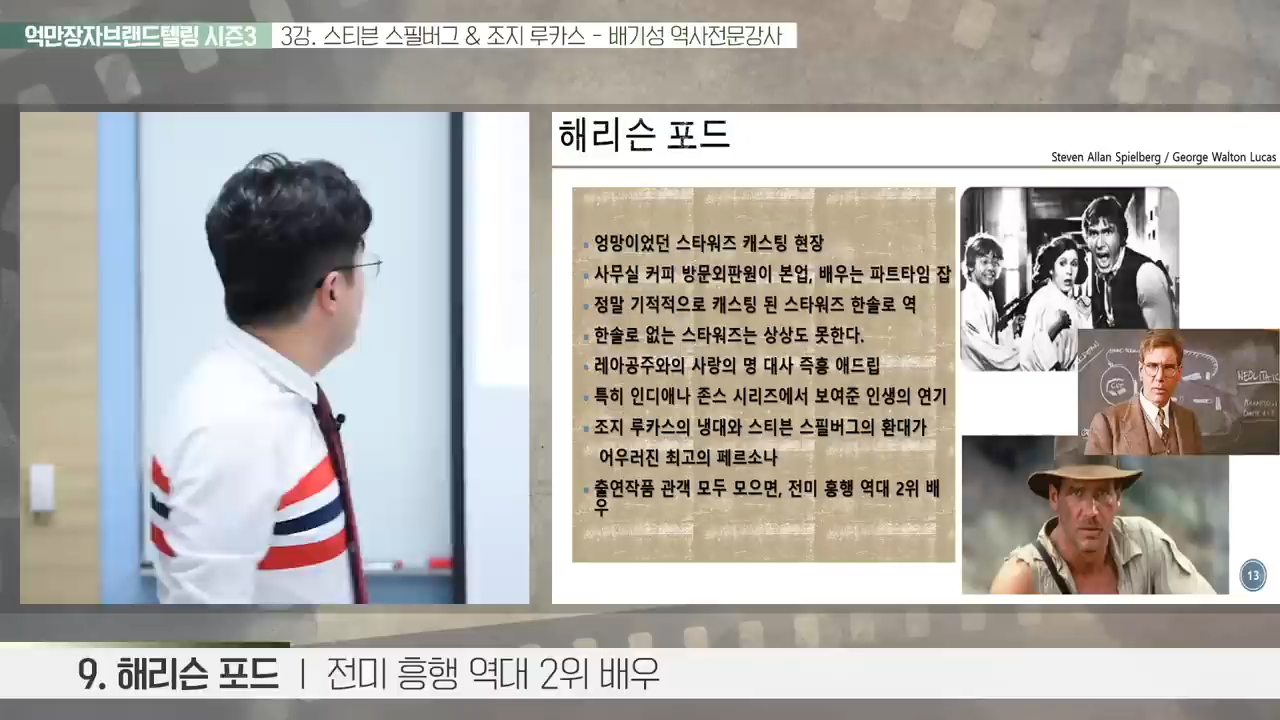 억만장자브랜드텔링 시즌3
3강. 스티븐 스필버그 & 조지 루카스 - 배기성 역사전문강사
해리슨 포드
Steven Allan Spielberg / George Walton Lucas
엉망이었던 스타워즈 캐스팅 현장
사무실 커피 방문외판원이 본업, 배우는 파트타임 잡
정말 기적적으로 캐스팅 된 스타워즈 한솔로 역
한솔로 없는 스타워즈는 상상도 못한다.
레아공주와의 사랑의 명 대사 즉흥 애드립
특히 인디애나 존스 시리즈에서 보여준 인생의 연기
조지 루카스의 냉대와 스티븐 스필버그의 환대가
어우러진 최고의 페르소나
출연작품 관객 모두 모으면, 전미 흥행 역대 2위 배
우
13
9. 해리슨 포드 | 전미 흥행 역대 2위 배우